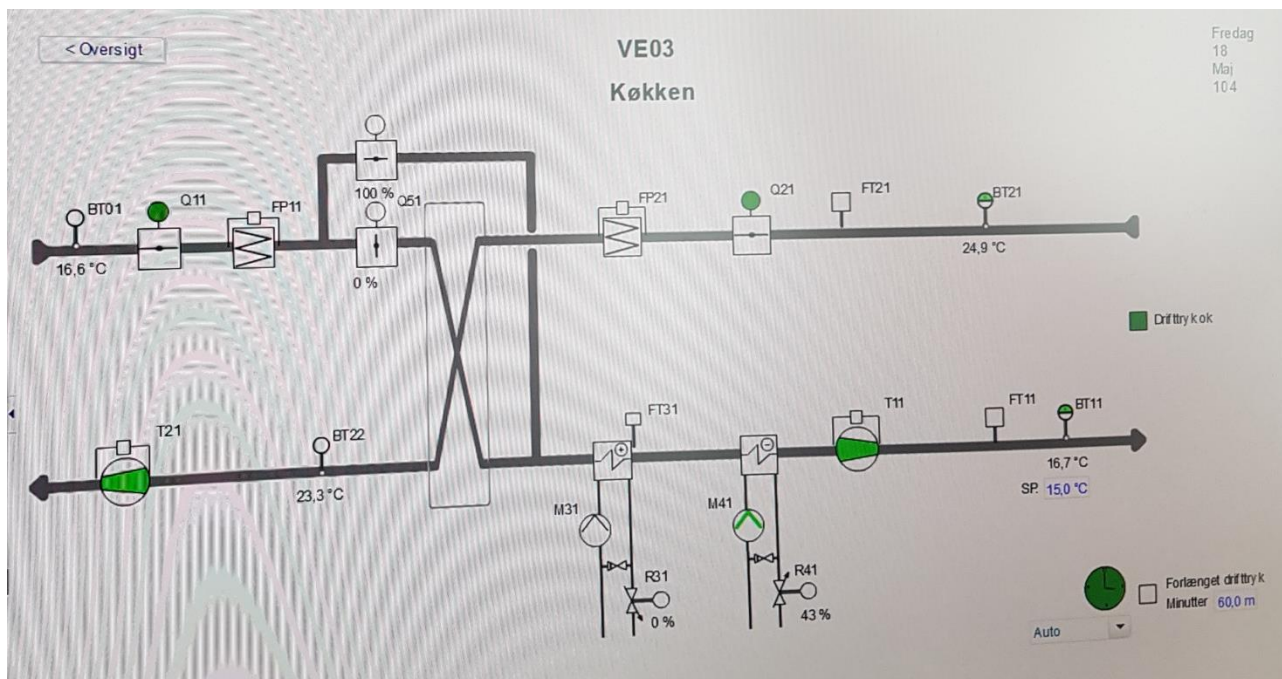 < Oversigt
VE03
Køkken
Fredag
18
Maj
104
BT01
16,6 °C
Q11
FP11
100 %
Q51
0 %
FP21
Q21
FT21
BT21
24,9 °C
Drifttryk ok
T21
BT22
23,3 °C
FT31
T11
FT11
BT11
16,7 °C
SP. 15,0 °C
M31
R31
0 %
M41
R41
43 %
Forlænget drifttryk
Minutter 60,0 m
Auto